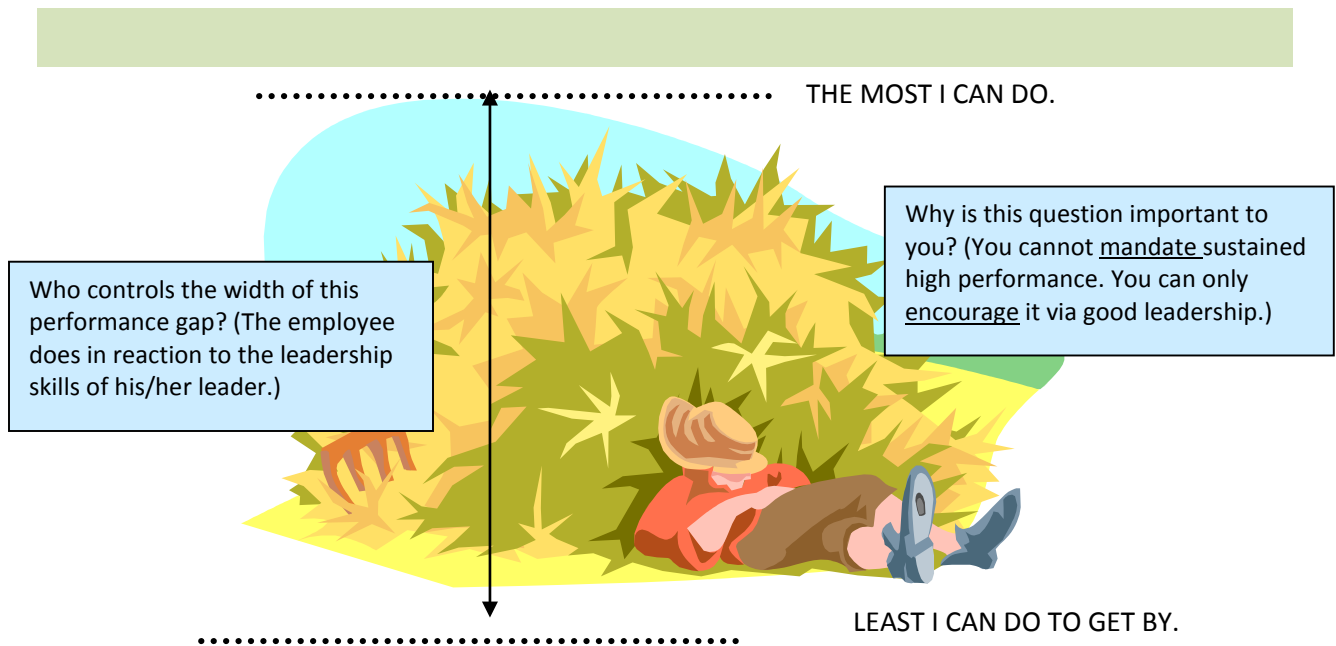 THE MOST I CAN DO.
Why is this question important to
you? (You cannot mandate sustained
high performance. You can only
encourage it via good leadership.)
Who controls the width of this
performance gap? (The employee
does in reaction to the leadership
skills of his/her leader.)
LEAST I CAN DO TO GET BY.